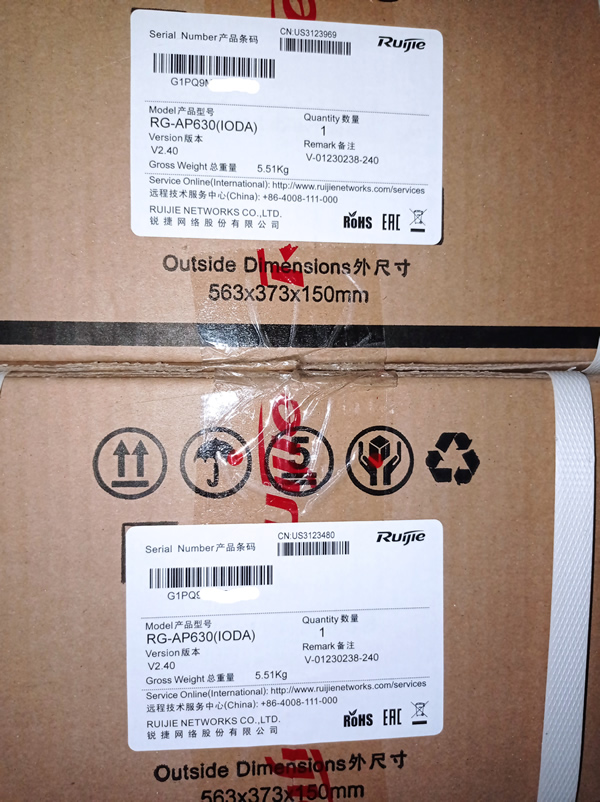 Serial Number产品条码
CN:US3123969
Ruijie
G1PQ9
Model产品型号
RG-AP630(IODA)
Quantity数量
1
Version版本
V2.40
Remark备注
V-01230238-240
Gross Weight总重量 5.51Kg
Service Online(International): http://www.ruijienetworks.com/services
远程技术服务中心(China): +86-4008-111-000
RUIJIE NETWORKS CO.,LTD.
锐捷网络股份有限公司
RoHS EAC
Outside Dimensions外尺寸
563x373x150mm
5
Serial Number产品条码
CN:US3123480
Ruijie
G1PQ9
Model产品型号
RG-AP630(IODA)
Quantity数量
1
Version版本
V2.40
Remark备注
V-01230238-240
Gross Weight总重量 5.51Kg
Service Online(International): http://www.ruijienetworks.com/services
远程技术服务中心(China): +86-4008-111-000
RUIJIE NETWORKS CO.,LTD.
锐捷网络股份有限公司
RoHS EAC
Outside Dimensions外尺寸
563x373x150mm